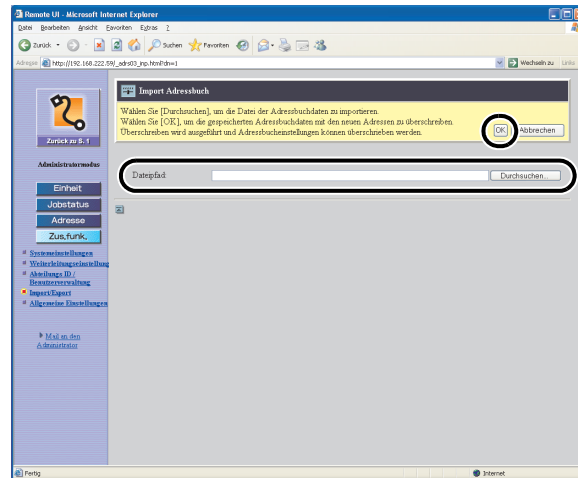 Remote UI - Microsoft Internet Explorer
Datei Bearbeiten Ansicht Favoriten Extras ?
Zurück Suchen Favoriten
Adresse http://192.168.222.59/_adrs03_inp.html?dn=1 Wechseln zu Links
Zurück zu S. 1
Administratormodus
Einheit
Jobstatus
Adresse
Zus,funk,
Systemeinstellungen
Weiterleitungseinstellung
Abteilungs ID /
Benutzerverwaltung
Import/Export
Allgemeine Einstellungen
Mail an den
Administrator
Import Adressbuch
Wählen Sie [Durchsuchen], um die Datei der Adressbuchdaten zu importieren.
Wählen Sie [OK], um die gespeicherten Adressbuchdaten mit den neuen Adressen zu überschreiben.
Überschreiben wird ausgeführt und Adressbucheinstellungen können überschrieben werden.
OK Abbrechen
Dateipfad: Durchsuchen...
Fertig Internet